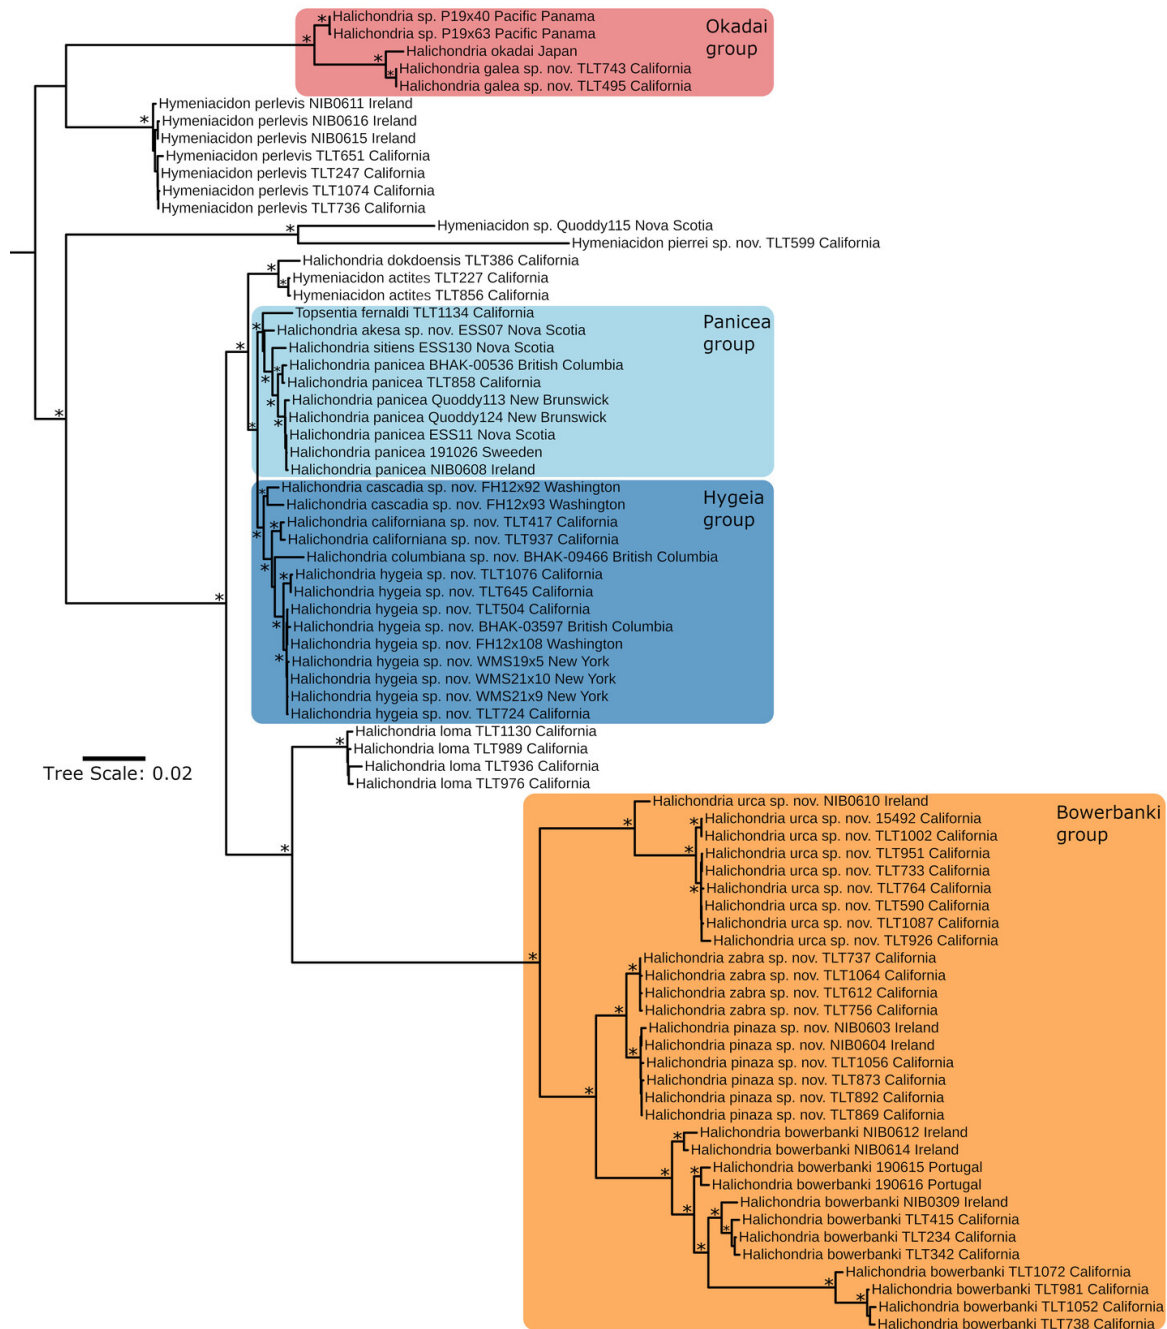 Halichondria sp. P19x40 Pacific Panama
Halichondria sp. P19x63 Pacific Panama
Okadai
group
Halichondria okadai Japan
Halichondria galea sp. nov. TLT743 California
Halichondria galea sp. nov. TLT495 California
Hymeniacidon perlevis NIB0611 Ireland
Hymeniacidon perlevis NIB0616 Ireland
Hymeniacidon perlevis NIB0615 Ireland
Hymeniacidon perlevis TLT651 California
Hymeniacidon perlevis TLT247 California
Hymeniacidon perlevis TLT1074 California
Hymeniacidon perlevis TLT736 California
Hymeniacidon sp. Quoddy115 Nova Scotia
Hymeniacidon pierrei sp. nov. TLT599 California
Halichondria dokdoensis TLT386 California
Hymeniacidon actites TLT227 California
Hymeniacidon actites TLT856 California
Topsentia fernaldi TLT1134 California
Panicea
group
Halichondria akesa sp. nov. ESS07 Nova Scotia
Halichondria sitiens ESS130 Nova Scotia
Halichondria panicea BHAK-00536 British Columbia
Halichondria panicea TLT858 California
Halichondria panicea Quoddy113 New Brunswick
Halichondria panicea Quoddy124 New Brunswick
Halichondria panicea ESS11 Nova Scotia
Halichondria panicea 191026 Sweeden
Halichondria panicea NIB0608 Ireland
Halichondria cascadia sp. nov. FH12x92 Washington
Hygeia
group
Halichondria cascadia sp. nov. FH12x93 Washington
Halichondria californiana sp. nov. TLT417 California
Halichondria californiana sp. nov. TLT937 California
Halichondria columbiana sp. nov. BHAK-09466 British Columbia
Halichondria hygeia sp. nov. TLT1076 California
Halichondria hygeia sp. nov. TLT645 California
Halichondria hygeia sp. nov. TLT504 California
Halichondria hygeia sp. nov. BHAK-03597 British Columbia
Halichondria hygeia sp. nov. FH12x108 Washington
Halichondria hygeia sp. nov. WMS19x5 New York
Halichondria hygeia sp. nov. WMS21x10 New York
Halichondria hygeia sp. nov. WMS21x9 New York
Halichondria hygeia sp. nov. TLT724 California
Halichondria loma TLT1130 California
Halichondria loma TLT989 California
Halichondria loma TLT936 California
Halichondria loma TLT976 California
Tree Scale: 0.02
Halichondria urca sp. nov. NIB0610 Ireland
Bowerbanki
group
Halichondria urca sp. nov. 15492 California
Halichondria urca sp. nov. TLT1002 California
Halichondria urca sp. nov. TLT951 California
Halichondria urca sp. nov. TLT733 California
Halichondria urca sp. nov. TLT764 California
Halichondria urca sp. nov. TLT590 California
Halichondria urca sp. nov. TLT1087 California
Halichondria urca sp. nov. TLT926 California
Halichondria zabra sp. nov. TLT737 California
Halichondria zabra sp. nov. TLT1064 California
Halichondria zabra sp. nov. TLT612 California
Halichondria zabra sp. nov. TLT756 California
Halichondria pinaza sp. nov. NIB0603 Ireland
Halichondria pinaza sp. nov. NIB0604 Ireland
Halichondria pinaza sp. nov. TLT1056 California
Halichondria pinaza sp. nov. TLT873 California
Halichondria pinaza sp. nov. TLT892 California
Halichondria pinaza sp. nov. TLT869 California
Halichondria bowerbanki NIB0612 Ireland
Halichondria bowerbanki NIB0614 Ireland
Halichondria bowerbanki 190615 Portugal
Halichondria bowerbanki 190616 Portugal
Halichondria bowerbanki NIB0309 Ireland
Halichondria bowerbanki TLT415 California
Halichondria bowerbanki TLT234 California
Halichondria bowerbanki TLT342 California
Halichondria bowerbanki TLT1072 California
Halichondria bowerbanki TLT981 California
Halichondria bowerbanki TLT1052 California
Halichondria bowerbanki TLT738 California